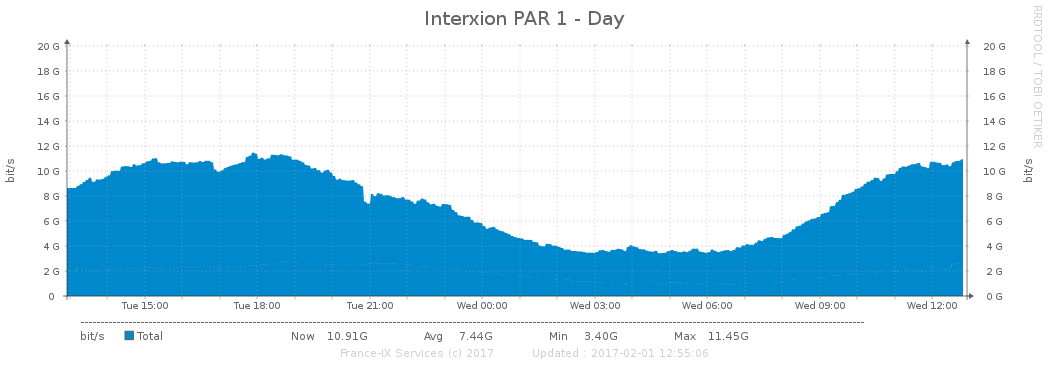 Interxion PAR 1 - Day
RRDTOOL / TOBI OETIKER
bit/s
20 G
18 G
16 G
14 G
12 G
10 G
8 G
6 G
4 G
2 G
0
20 G
18 G
16 G
14 G
12 G
10 G
8 G
6 G
4 G
2 G
0 G
bit/s
Tue 15:00 Tue 18:00 Tue 21:00 Wed 00:00 Wed 03:00 Wed 06:00 Wed 09:00 Wed 12:00
bit/s Total Now 10.91G Avg 7.44G Min 3.40G Max 11.45G
France-IX Services (c) 2017 Updated : 2017-02-01 12:55:06